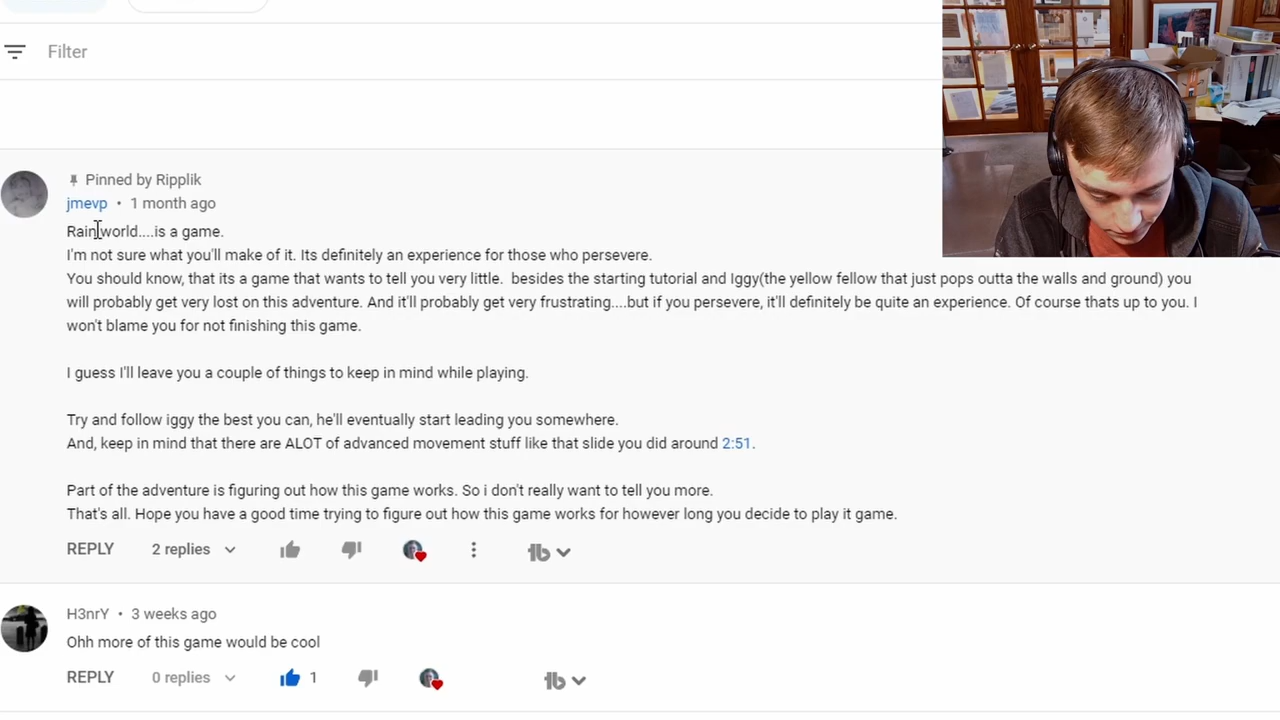 Filter
Pinned by Ripplik
jmevp • 1 month ago
Rain world....is a game.
I'm not sure what you'll make of it. Its definitely an experience for those who persevere.
You should know, that its a game that wants to tell you very little.  besides the starting tutorial and Iggy(the yellow fellow that just pops outta the walls and ground) you
will probably get very lost on this adventure. And it'll probably get very frustrating....but if you persevere, it'll definitely be quite an experience. Of course thats up to you. I
won't blame you for not finishing this game.
I guess I'll leave you a couple of things to keep in mind while playing.
Try and follow iggy the best you can, he'll eventually start leading you somewhere.
And, keep in mind that there are ALOT of advanced movement stuff like that slide you did around 2:51.
Part of the adventure is figuring out how this game works. So i don't really want to tell you more.
That's all. Hope you have a good time trying to figure out how this game works for however long you decide to play it game.
REPLY 2 replies
H3nrY • 3 weeks ago
Ohh more of this game would be cool
REPLY 0 replies 1